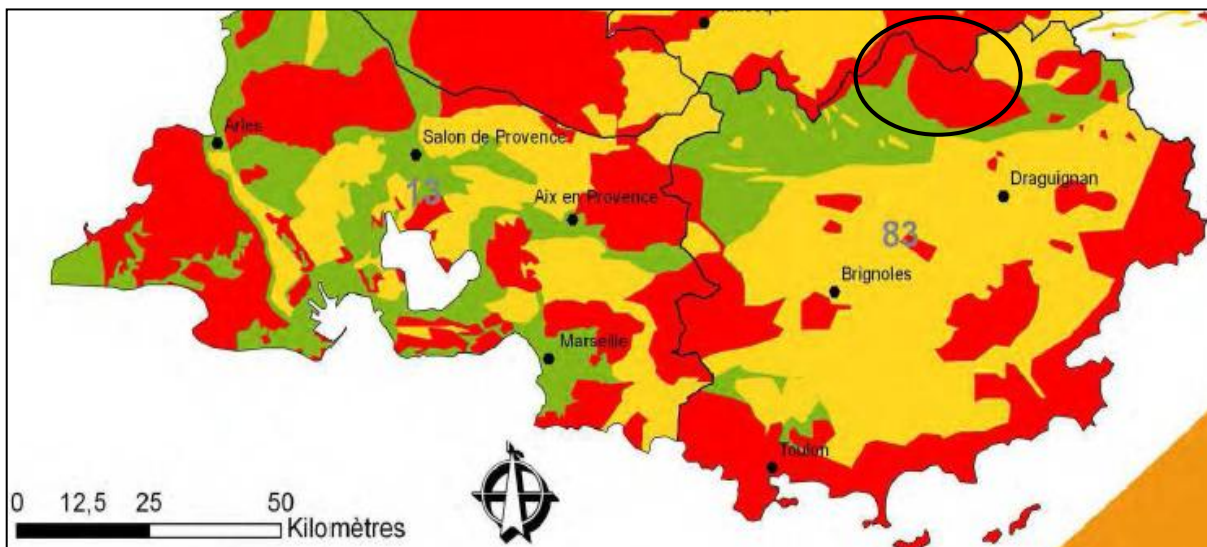 Arles
Salon de Provence
13
Aix en Provence
Draguignan
83
Brignoles
Marseille
Toulon
0 12,5 25 50
Kilomètres